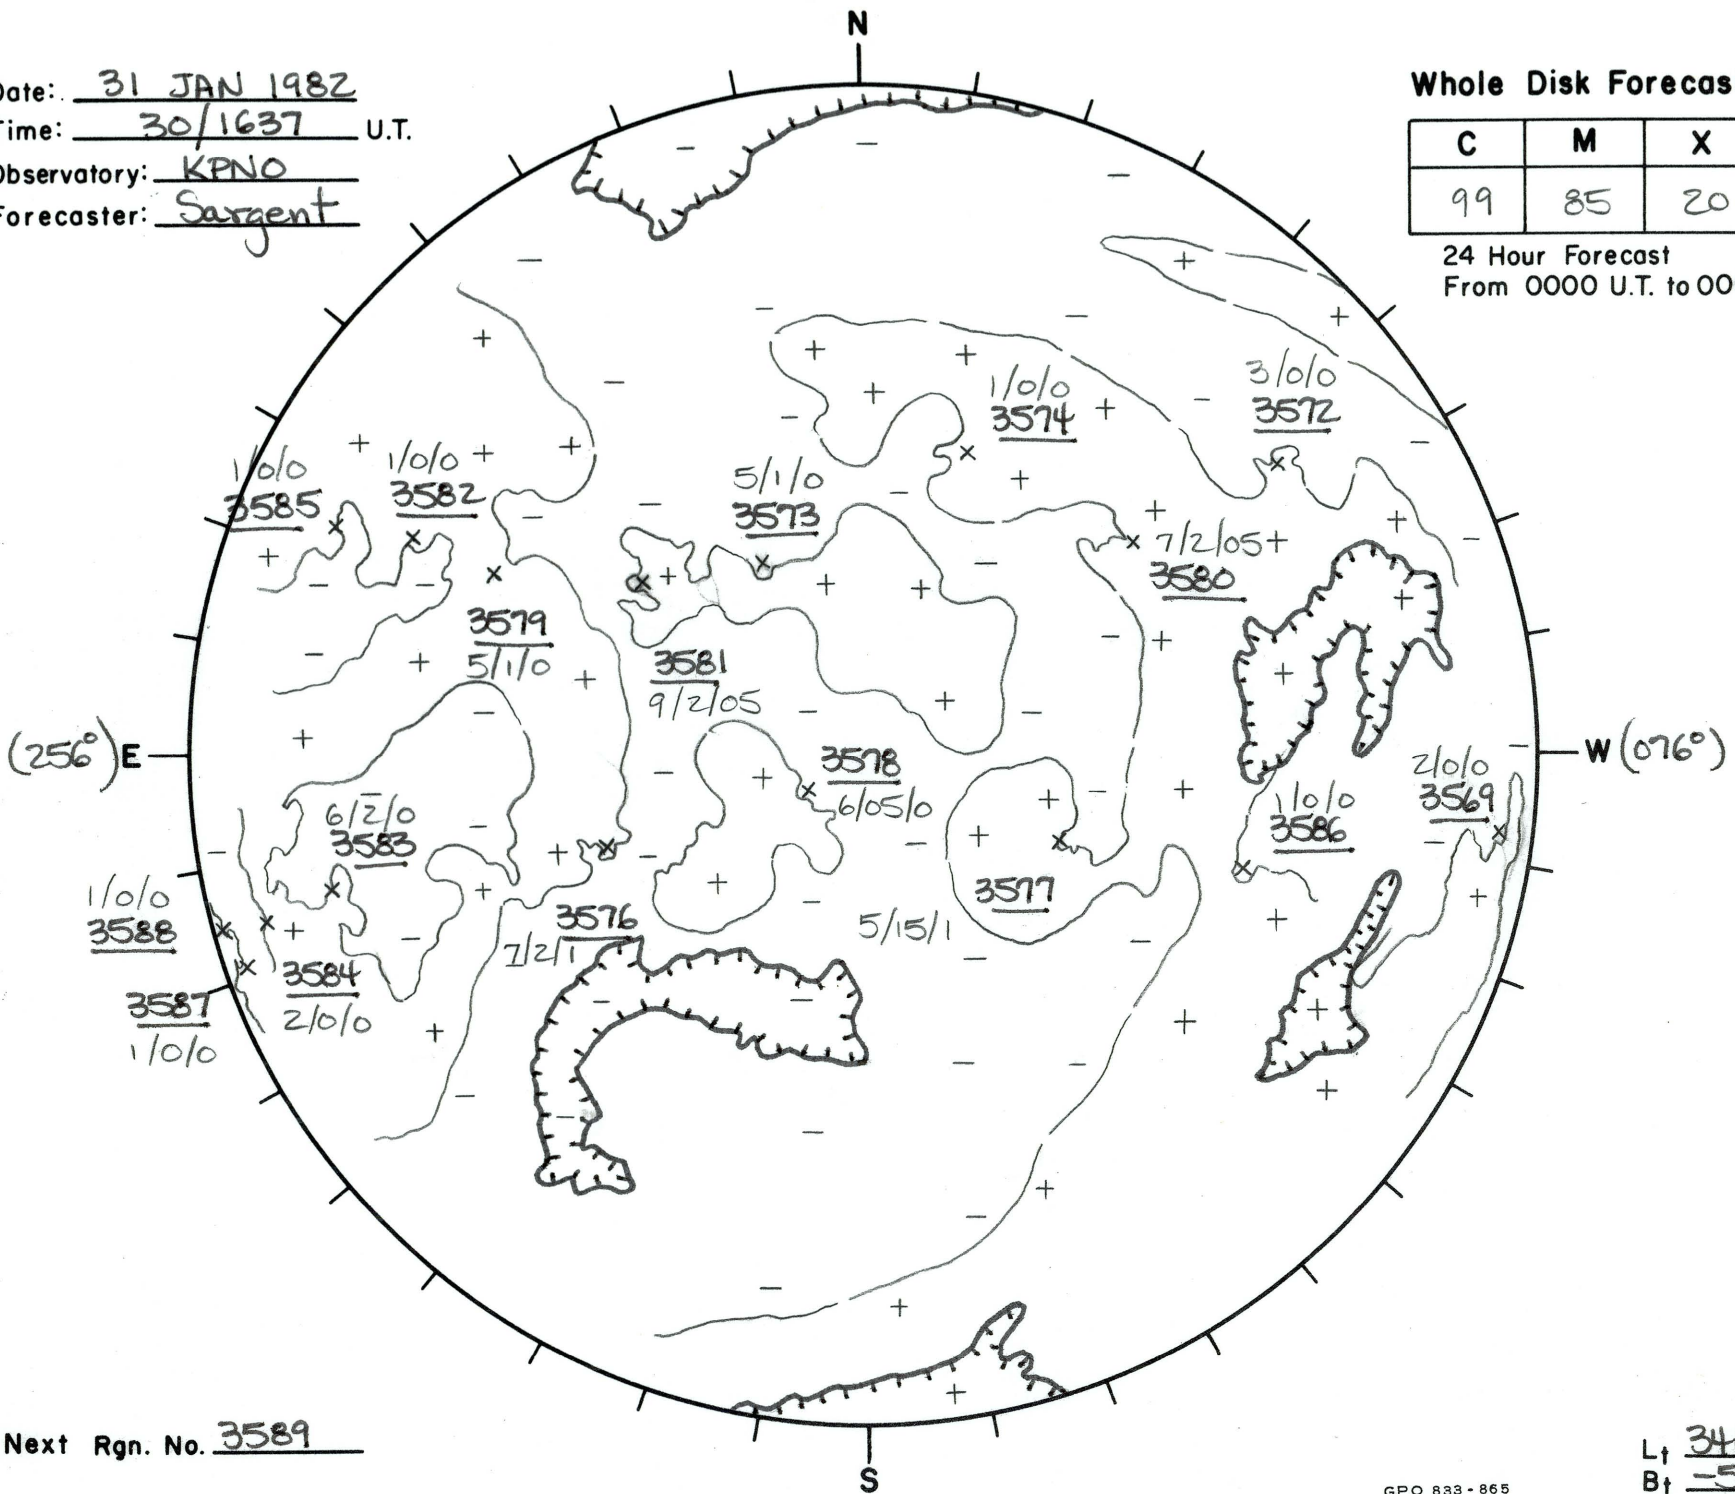 N
Date: 31 JAN 1982
Time: 30/1637 U.T.
Observatory: KPNO
Forecaster: Sargent
Whole Disk Forecas
C M X
99 85 20
24 Hour Forecast
From 0000 U.T. to 00
1/0/0
3574
3/0/0
3572
1/0/0
3585
1/0/0
3582
5/1/0
3573
7/2/05
3580
3579
5/1/0
3581
9/2/05
(256°) E
W (076°)
3578
6/05/0
2/0/0
3569
1/0/0
3586
6/2/0
3583
1/0/0
3588
3577
5/15/1
3576
7/2/1
3584
2/0/0
3587
1/0/0
Next Rgn. No. 3589
S
Lt 34
Bt -5
GPO 833-865